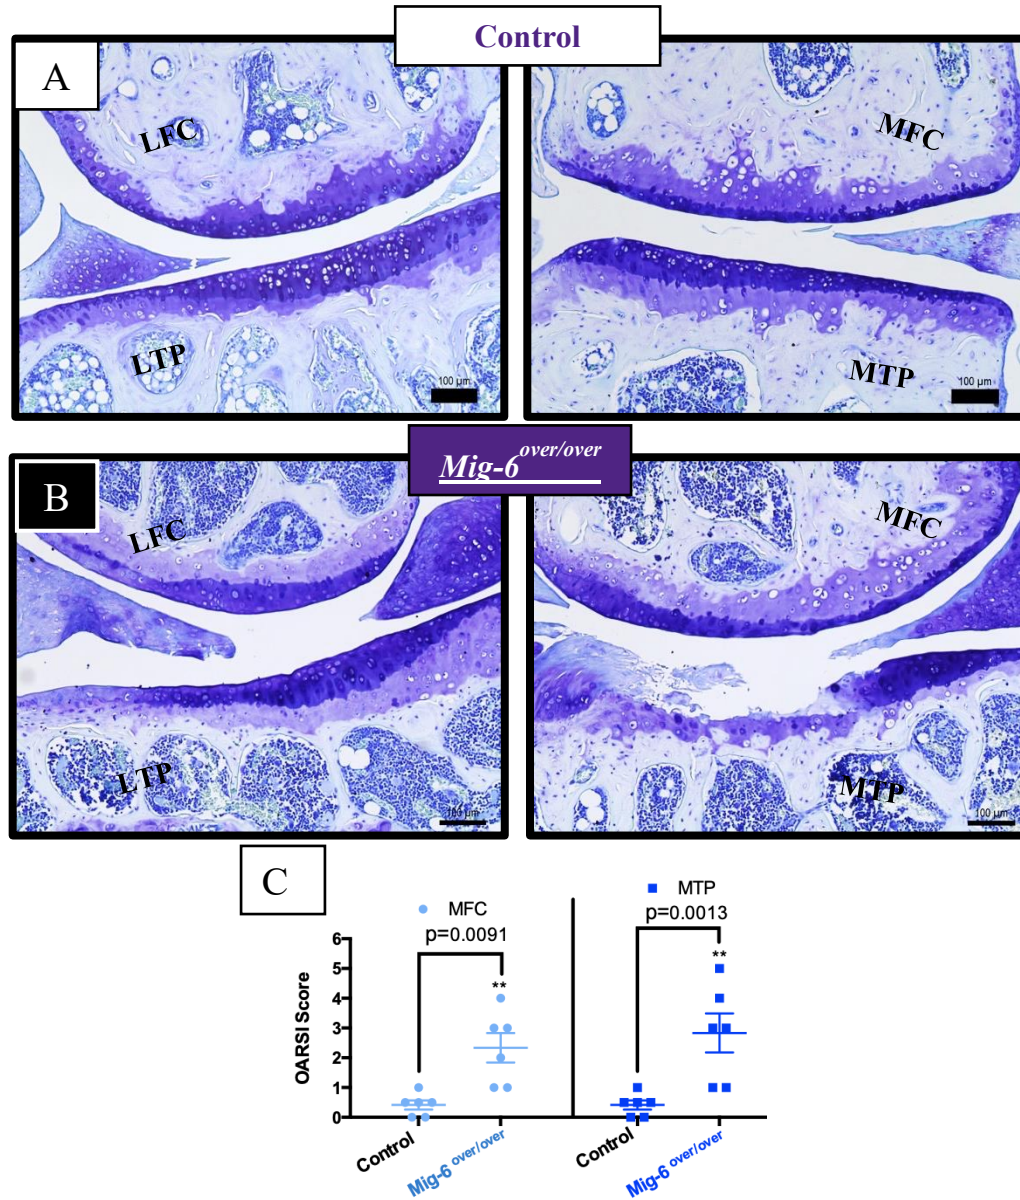 Control
A
LFC
LTP
100 µm
MFC
MTP
100 µm
Mig-6 over/over
B
LFC
LTP
100 µm
MFC
MTP
100 µm
C
MFC
p=0.0091
MTP
p=0.0013
**
**
OARSI Score
6
5
4
3
2
1
0
Control
Mig-6 over/over
Control
Mig-6 over/over